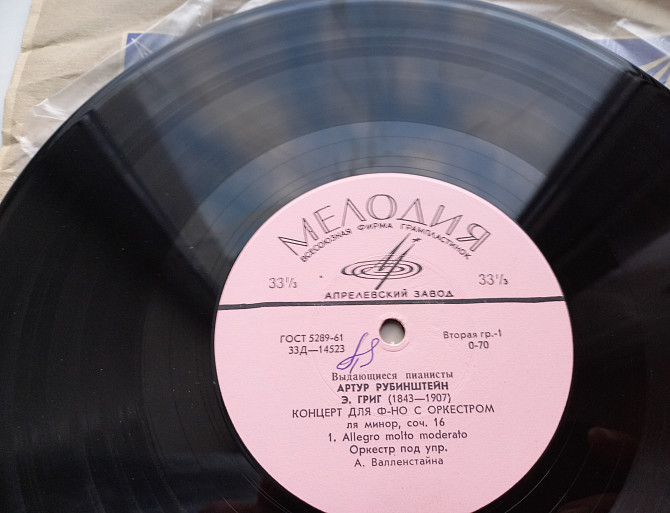 МЕЛОДИЯ
ВСЕСОЮЗНАЯ ФИРМА ГРАМПЛАСТИНОК
33⅓ 33⅓
АПРЕЛЕВСКИЙ ЗАВОД
ГОСТ 5289-61 Вторая гр.-1
33Д—14523 0-70
Выдающиеся пианисты
АРТУР РУБИНШТЕЙН
Э. ГРИГ (1843—1907)
КОНЦЕРТ ДЛЯ Ф-НО С ОРКЕСТРОМ
ля минор, соч. 16
1. Allegro molto moderato
Оркестр под упр.
А. Валленстайна